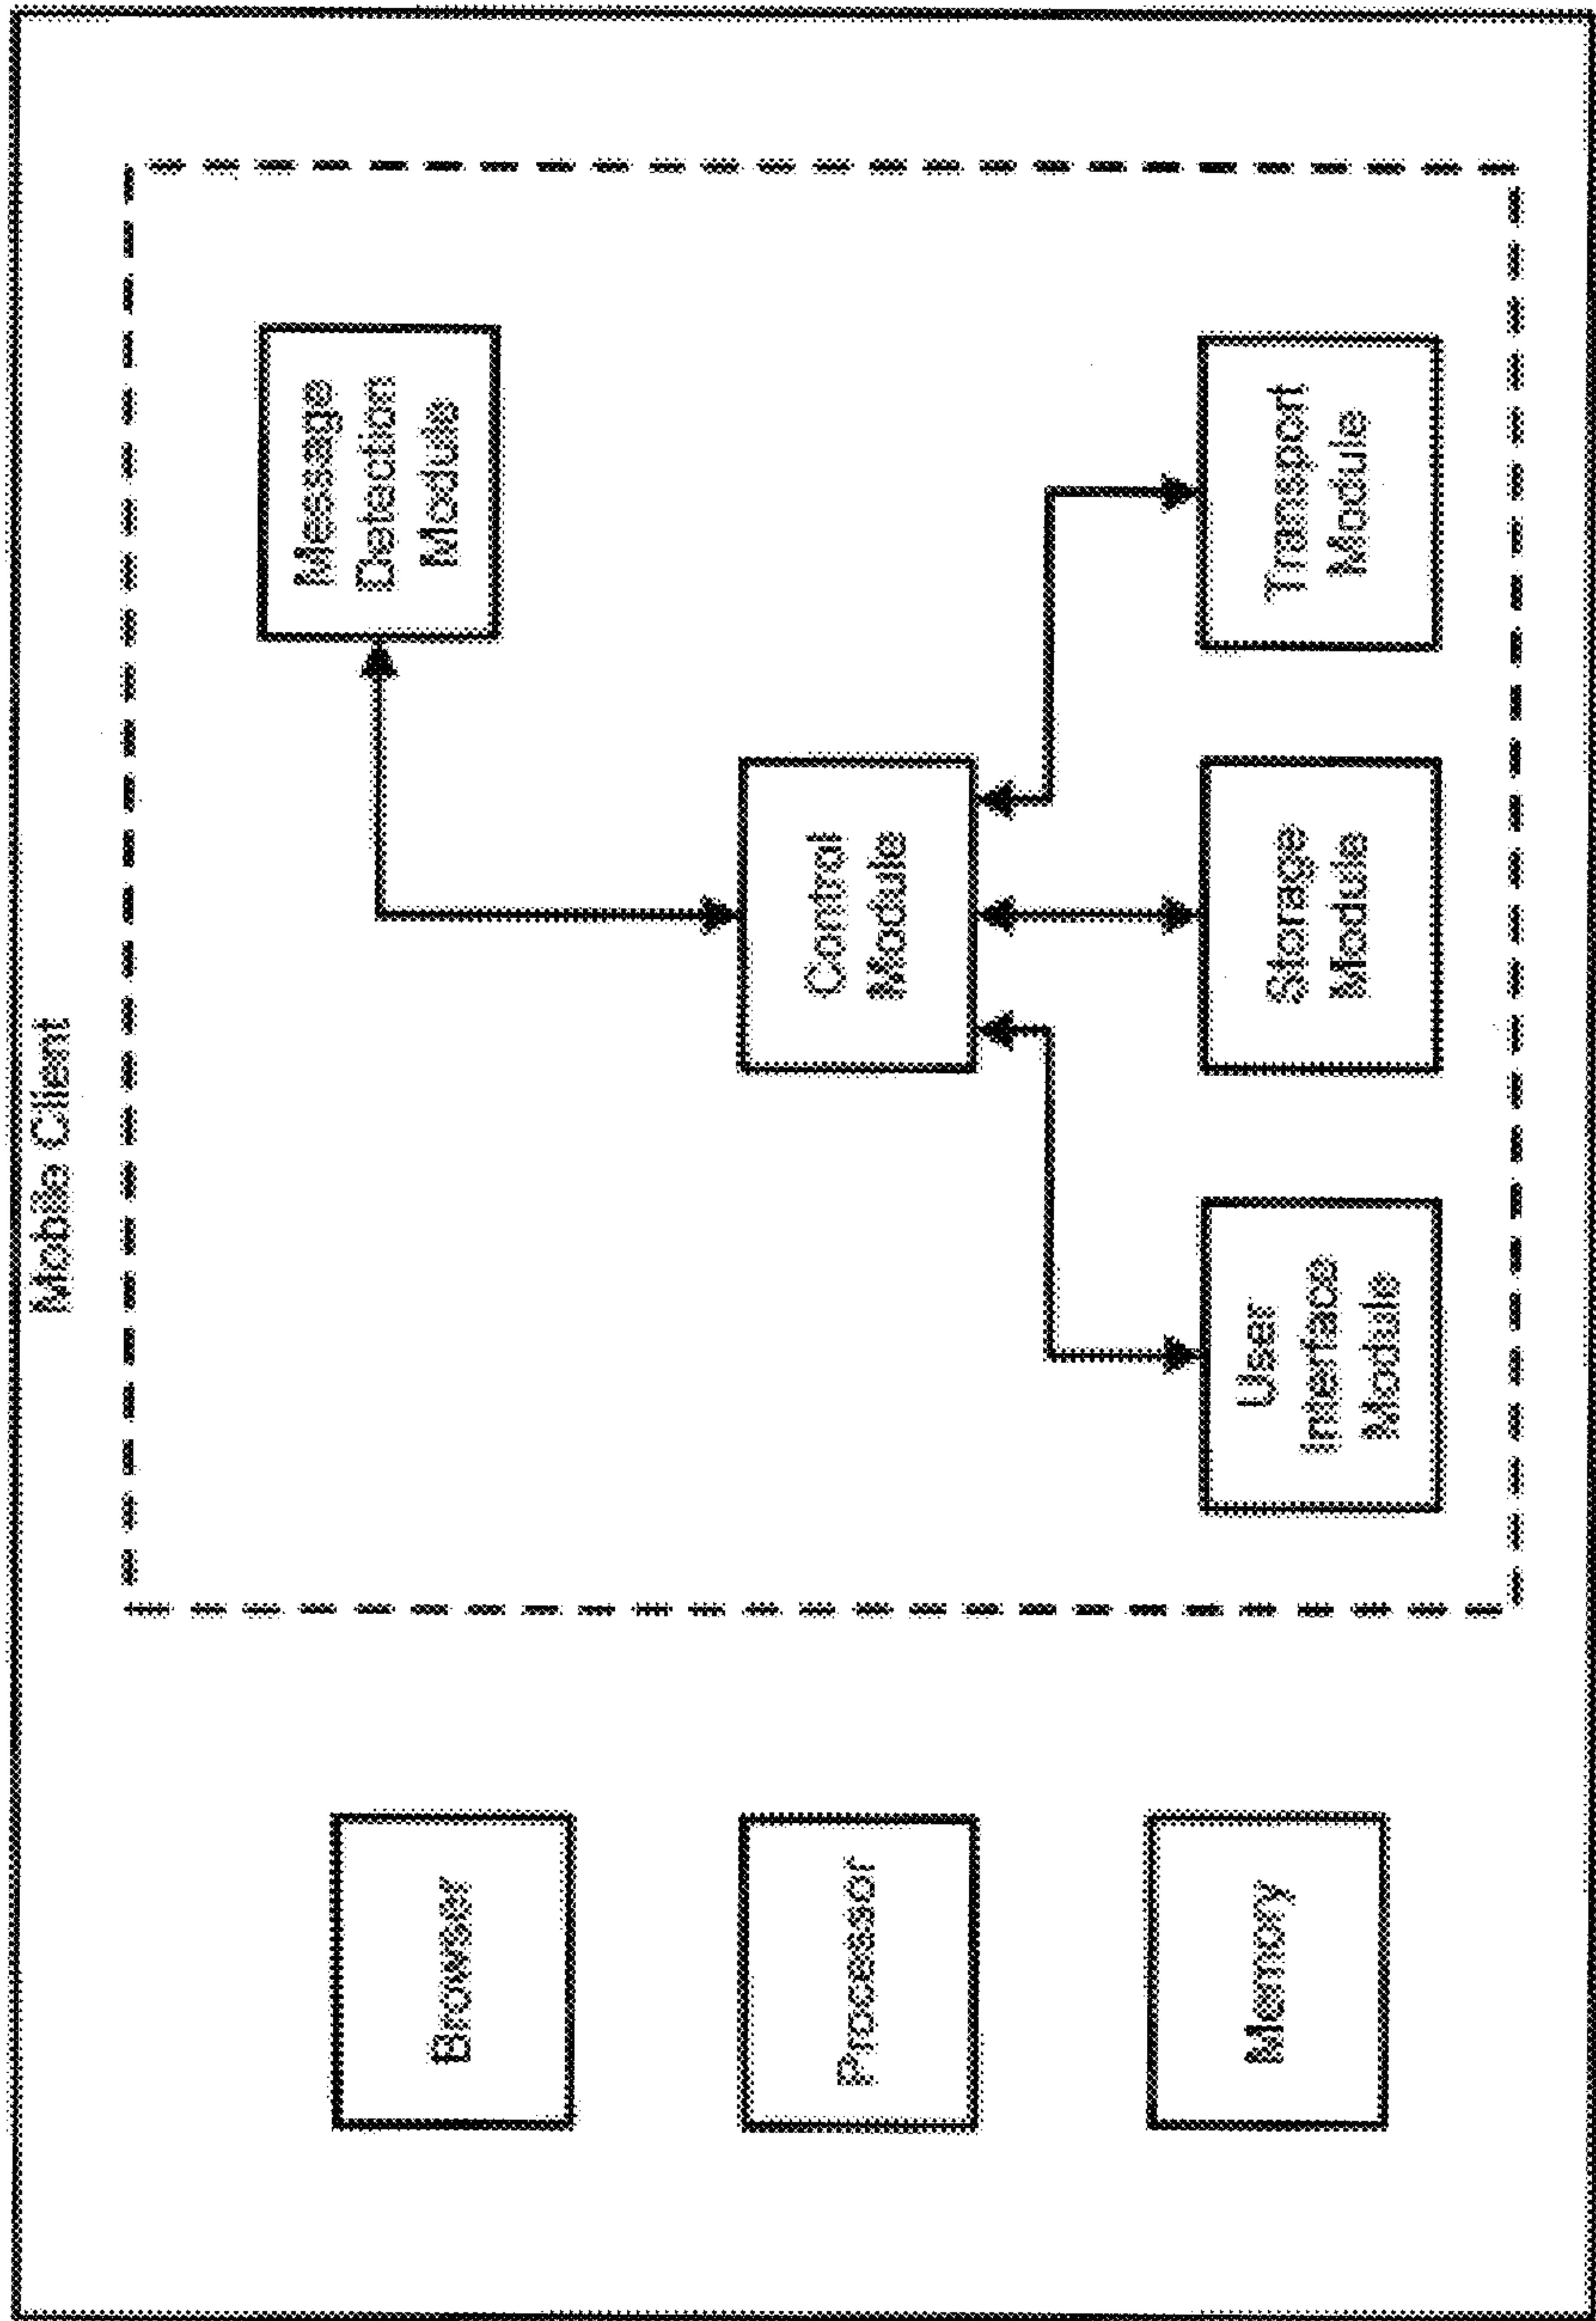 Mobile Client
Browser
Processor
Memory
Message
Detection
Module
Control
Module
User
Interface
Module
Storage
Module
Transport
Module